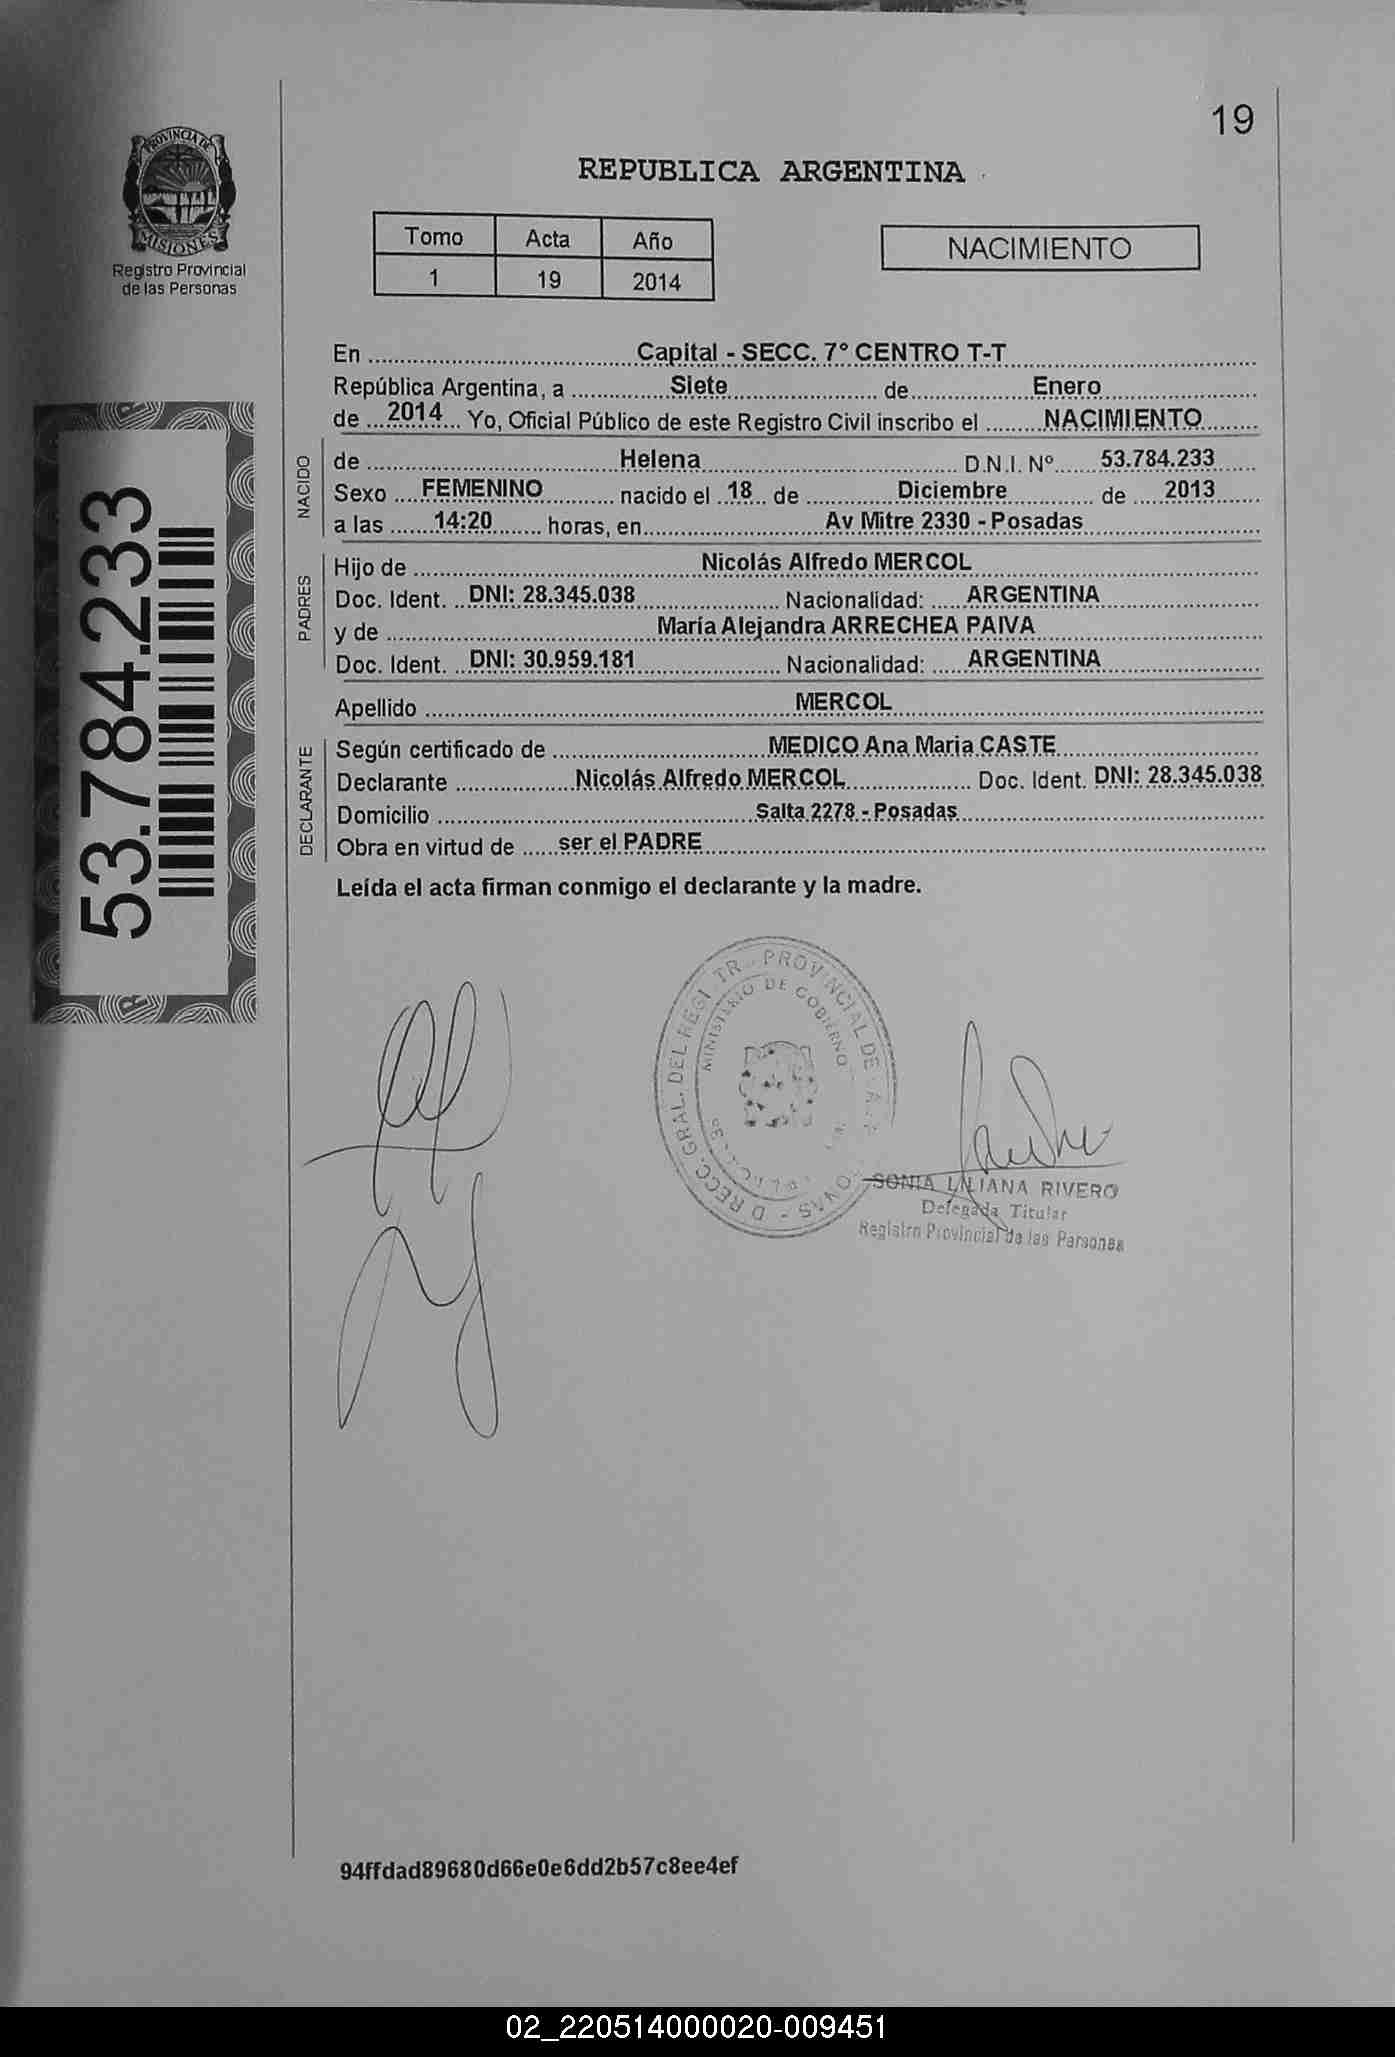 19
PROVINCIA DE
MISIONES
Registro Provincial
de las Personas
REPUBLICA ARGENTINA
Tomo Acta Año
1 19 2014
NACIMIENTO
En Capital - SECC. 7° CENTRO T-T
República Argentina, a Siete de Enero
de 2014 Yo, Oficial Público de este Registro Civil inscribo el NACIMIENTO
NACIDO
de Helena D.N.I. Nº 53.784.233
Sexo FEMENINO nacido el 18 de Diciembre de 2013
a las 14:20 horas, en Av Mitre 2330 - Posadas
PADRES
Hijo de Nicolás Alfredo MERCOL
Doc. Ident. DNI: 28.345.038 Nacionalidad: ARGENTINA
y de María Alejandra ARRECHEA PAIVA
Doc. Ident. DNI: 30.959.181 Nacionalidad: ARGENTINA
Apellido MERCOL
DECLARANTE
Según certificado de MEDICO Ana Maria CASTE
Declarante Nicolás Alfredo MERCOL Doc. Ident. DNI: 28.345.038
Domicilio Salta 2278 - Posadas
Obra en virtud de ser el PADRE
Leída el acta firman conmigo el declarante y la madre.
53.784.233
PROVINCIAL DE
DIRECC. GRAL. DEL
MINISTERIO DE GOBIERNO
SONIA LILIANA RIVERO
Delegada Titular
Registro Provincial de las Personas
94ffdad89680d66e0e6dd2b57c8ee4ef
02_220514000020-009451